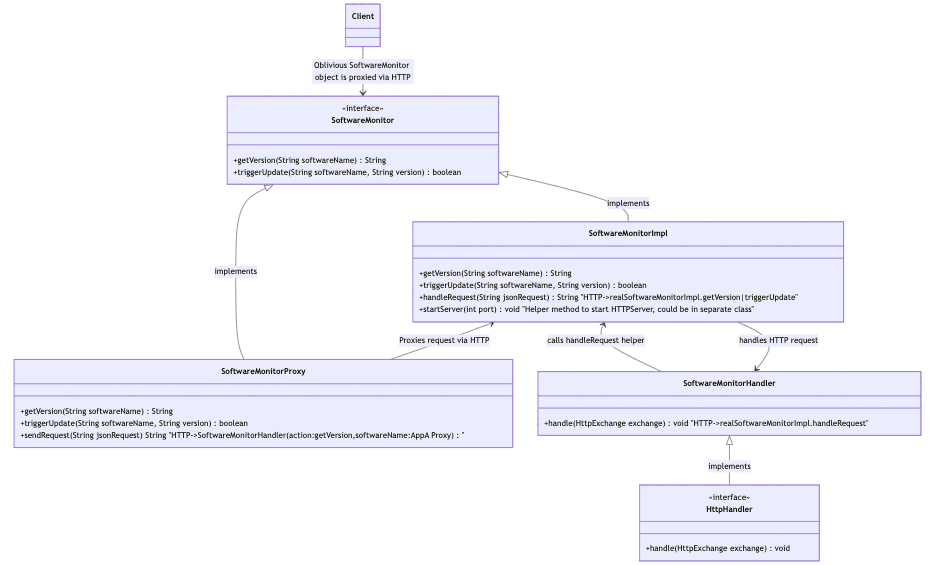 Client
Oblivious SoftwareMonitor
object is proxied via HTTP
«interface»
SoftwareMonitor
+getVersion(String softwareName) : String
+triggerUpdate(String softwareName, String version) : boolean
implements
SoftwareMonitorImpl
+getVersion(String softwareName) : String
+triggerUpdate(String softwareName, String version) : boolean
+handleRequest(String jsonRequest) : String "HTTP->realSoftwareMonitorImpl.getVersion|triggerUpdate"
+startServer(int port) : void "Helper method to start HTTPServer, could be in separate class"
implements
Proxies request via HTTP
calls handleRequest helper
handles HTTP request
SoftwareMonitorProxy
+getVersion(String softwareName) : String
+triggerUpdate(String softwareName, String version) : boolean
+sendRequest(String jsonRequest) String "HTTP->SoftwareMonitorHandler(action:getVersion,softwareName:AppA Proxy) : "
SoftwareMonitorHandler
+handle(HttpExchange exchange) : void "HTTP->realSoftwareMonitorImpl.handleRequest"
implements
«interface»
HttpHandler
+handle(HttpExchange exchange) : void